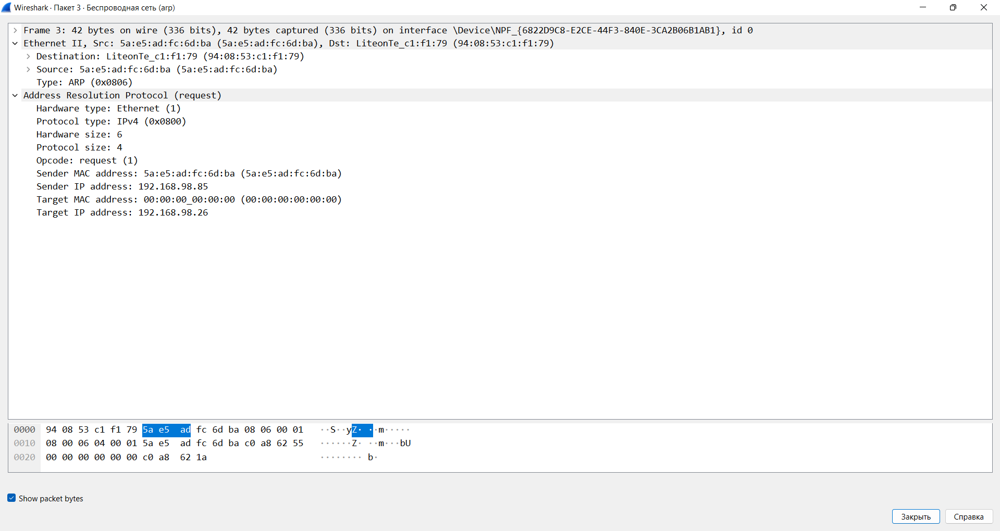 Wireshark · Пакет 3 · Беспроводная сеть (arp)
Frame 3: 42 bytes on wire (336 bits), 42 bytes captured (336 bits) on interface \Device\NPF_{6822D9C8-E2CE-44F3-840E-3CA2B06B1AB1}, id 0
Ethernet II, Src: 5a:e5:ad:fc:6d:ba (5a:e5:ad:fc:6d:ba), Dst: LiteonTe_c1:f1:79 (94:08:53:c1:f1:79)
Destination: LiteonTe_c1:f1:79 (94:08:53:c1:f1:79)
Source: 5a:e5:ad:fc:6d:ba (5a:e5:ad:fc:6d:ba)
Type: ARP (0x0806)
Address Resolution Protocol (request)
Hardware type: Ethernet (1)
Protocol type: IPv4 (0x0800)
Hardware size: 6
Protocol size: 4
Opcode: request (1)
Sender MAC address: 5a:e5:ad:fc:6d:ba (5a:e5:ad:fc:6d:ba)
Sender IP address: 192.168.98.85
Target MAC address: 00:00:00_00:00:00 (00:00:00:00:00:00)
Target IP address: 192.168.98.26
0000 94 08 53 c1 f1 79 5a e5 ad fc 6d ba 08 06 00 01 ··S··yZ· ··m·····
0010 08 00 06 04 00 01 5a e5 ad fc 6d ba c0 a8 62 55 ······Z· ··m···bU
0020 00 00 00 00 00 00 c0 a8 62 1a ········ b·
Show packet bytes
Закрыть Справка